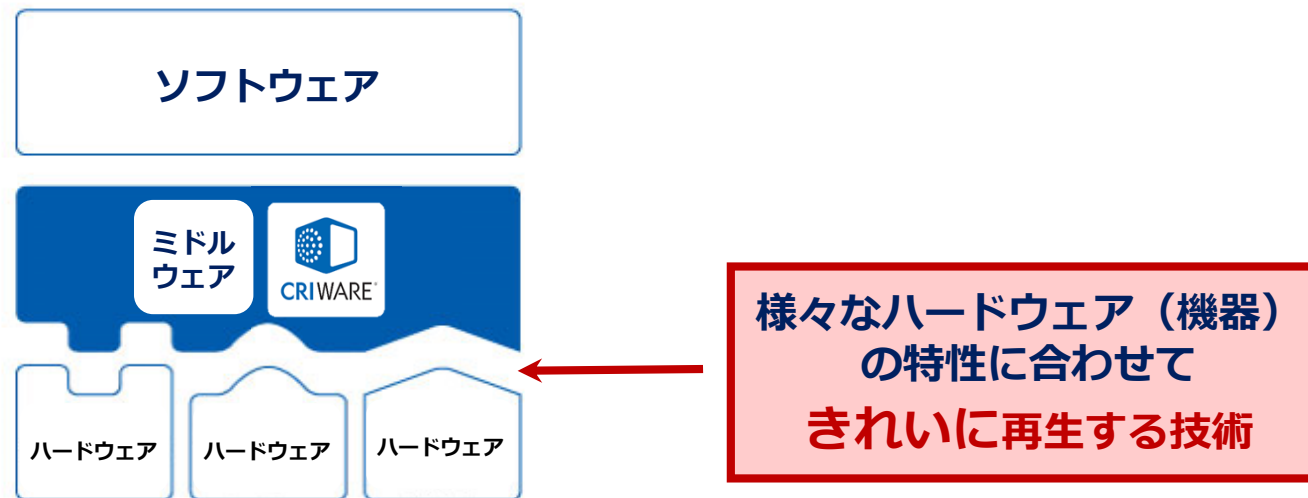 ソフトウェア
ミドル
ウェア
CRIWARE
様々なハードウェア（機器）
の特性に合わせて
きれいに再生する技術
ハードウェア
ハードウェア
ハードウェア